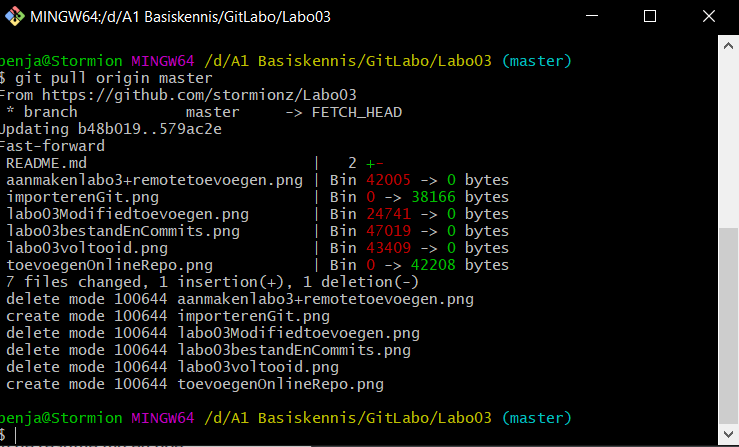 MINGW64:/d/A1 Basiskennis/GitLabo/Labo03
benja@Stormion MINGW64 /d/A1 Basiskennis/GitLabo/Labo03 (master)
$ git pull origin master
From https://github.com/stormionz/Labo03
 * branch            master     -> FETCH_HEAD
Updating b48b019..579ac2e
Fast-forward
 README.md                         |   2 +-
 aanmakenlabo3+remotetoevoegen.png | Bin 42005 -> 0 bytes
 importerenGit.png                 | Bin 0 -> 38166 bytes
 labo03Modifiedtoevoegen.png       | Bin 24741 -> 0 bytes
 labo03bestandEnCommits.png        | Bin 47019 -> 0 bytes
 labo03voltooid.png                | Bin 43409 -> 0 bytes
 toevoegenOnlineRepo.png           | Bin 0 -> 42208 bytes
 7 files changed, 1 insertion(+), 1 deletion(-)
 delete mode 100644 aanmakenlabo3+remotetoevoegen.png
 create mode 100644 importerenGit.png
 delete mode 100644 labo03Modifiedtoevoegen.png
 delete mode 100644 labo03bestandEnCommits.png
 delete mode 100644 labo03voltooid.png
 create mode 100644 toevoegenOnlineRepo.png
benja@Stormion MINGW64 /d/A1 Basiskennis/GitLabo/Labo03 (master)
$